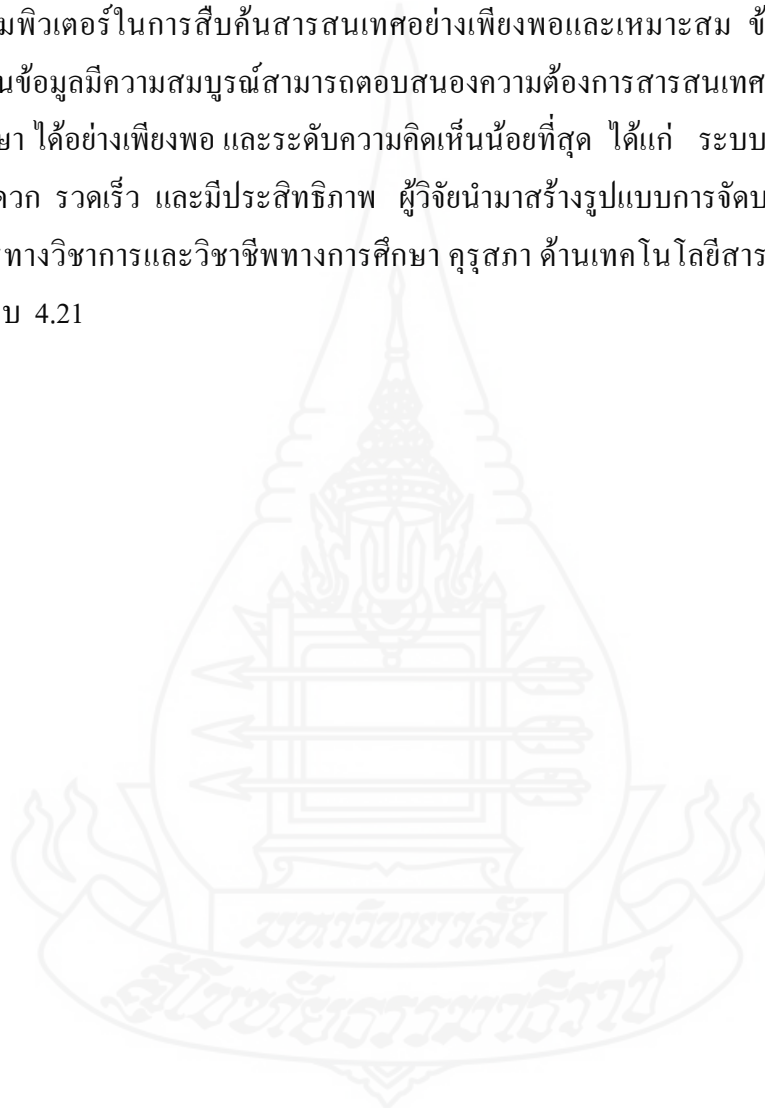 มพิวเตอร์ในการสืบค้นสารสนเทศอย่างเพียงพอและเหมาะสม ข้
นข้อมูลมีความสมบูรณ์สามารถตอบสนองความต้องการสารสนเทศ
ษา ได้อย่างเพียงพอ และระดับความคิดเห็นน้อยที่สุด ได้แก่ ระบบ
ดวก รวดเร็ว และมีประสิทธิภาพ ผู้วิจัยนำมาสร้างรูปแบบการจัดบ
ทางวิชาการและวิชาชีพทางการศึกษา คุรุสภา ด้านเทคโนโลยีสาร
บ 4.21
มหาวิทยาลัย
สุโขทัยธรรมาธิราช